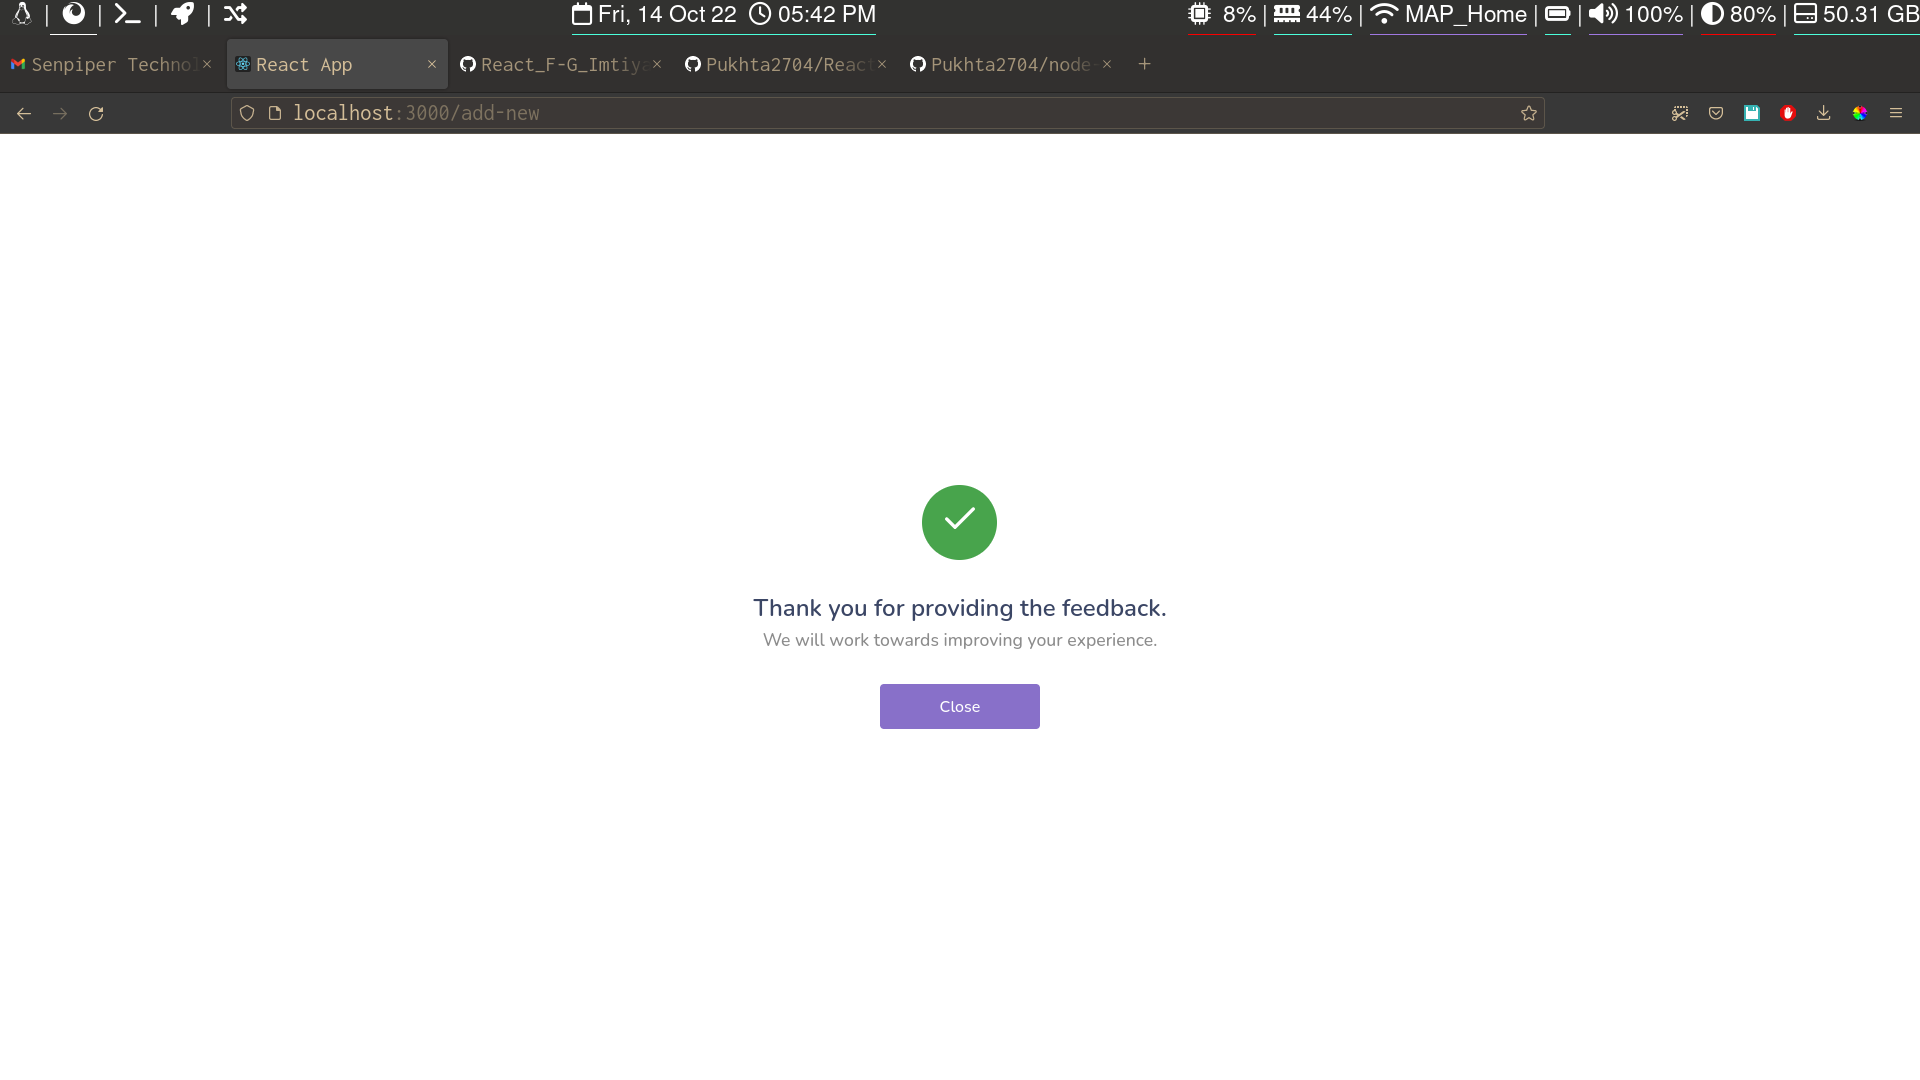 | | | |
Fri, 14 Oct 22 05:42 PM
8% | 44% | MAP_Home | | 100% | 80% | 50.31 GB
Senpiper Technol
React App
React_F-G_Imtiya
Pukhta2704/React
Pukhta2704/node-
localhost:3000/add-new
Thank you for providing the feedback.
We will work towards improving your experience.
Close